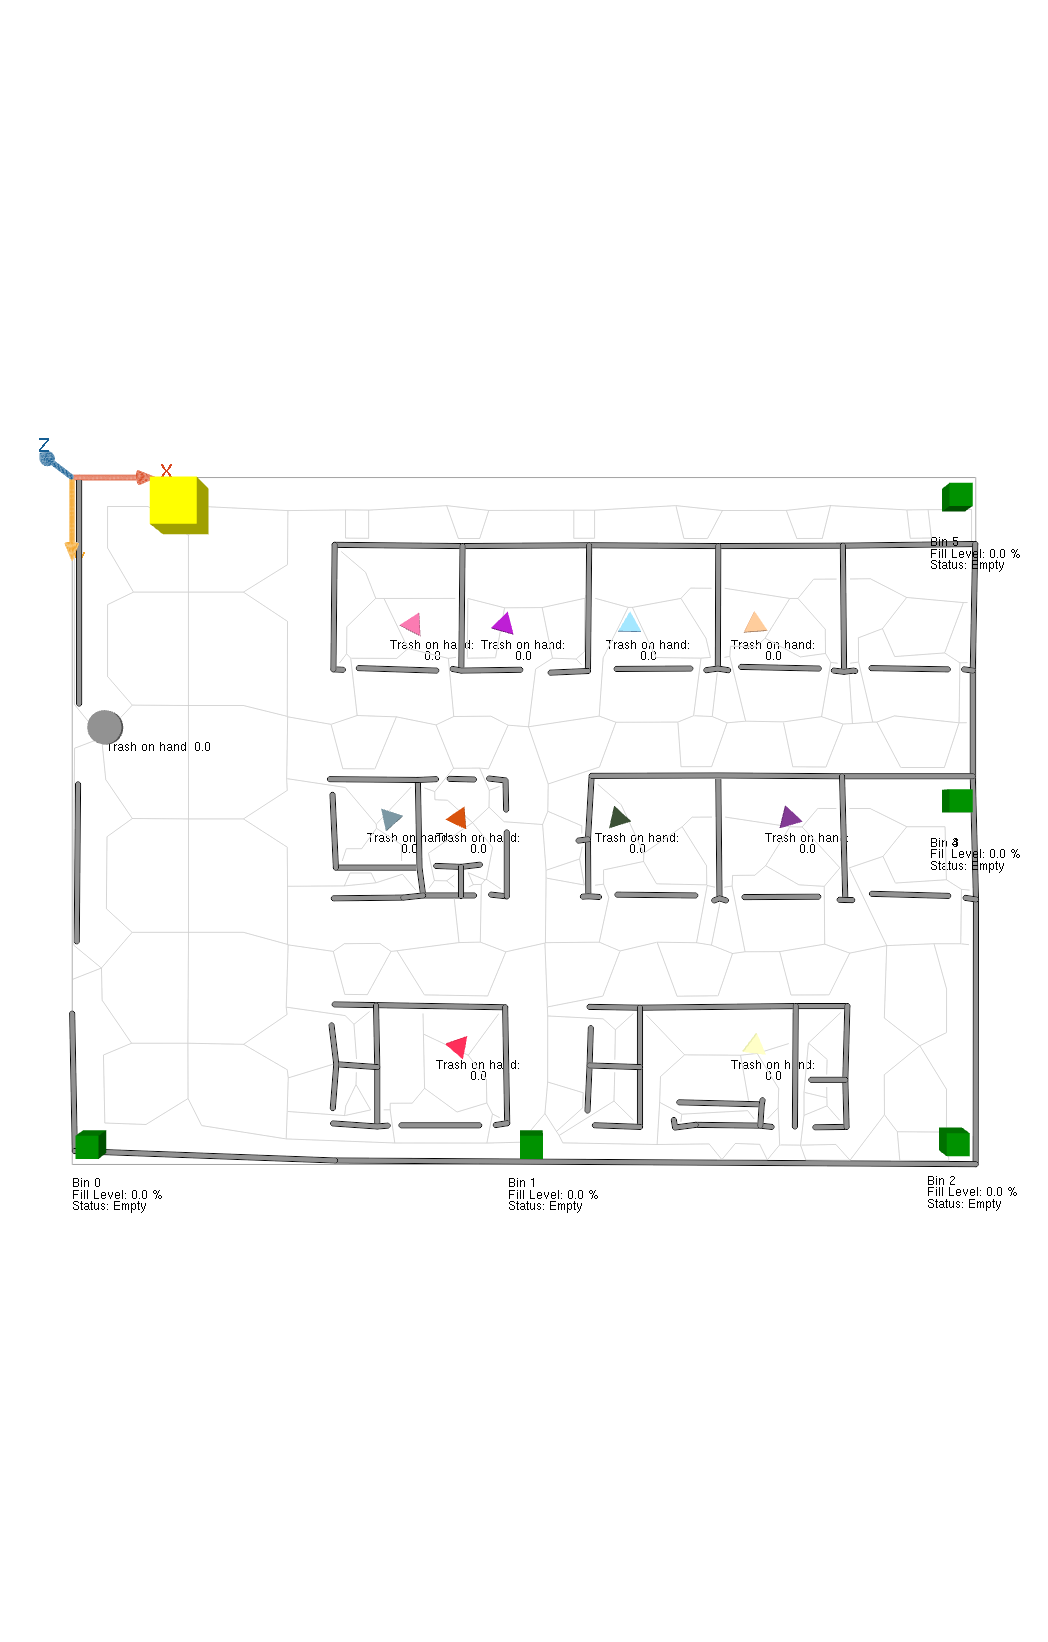 Z
X
Bin 5
Fill Level: 0.0 %
Status: Empty
Trash on hand:
0.0
Trash on hand:
0.0
Trash on hand:
0.0
Trash on hand:
0.0
Trash on hand 0.0
Trash on hand:
0.0
Trash on hand:
0.0
Trash on hand:
0.0
Trash on hand:
0.0
Bin
Fill Level: 0.0 %
Status: Empty
Trash on hand:
0.0
Trash on hand:
0.0
Bin 0
Fill Level: 0.0 %
Status: Empty
Bin 1
Fill Level: 0.0 %
Status: Empty
Bin 2
Fill Level: 0.0 %
Status: Empty